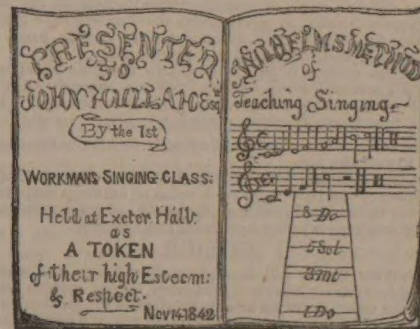 PRESENTED
to
JOHN HULLAH Esqr
By the 1st
WORKMANS SINGING CLASS:
Held at Exeter Hall:
as
A TOKEN
of their high Esteem:
& Respect.
Nov 14 1842
WILHELMS METHOD
of
Teaching Singing
8 Do
5 Sol
3 Mi
1 Do